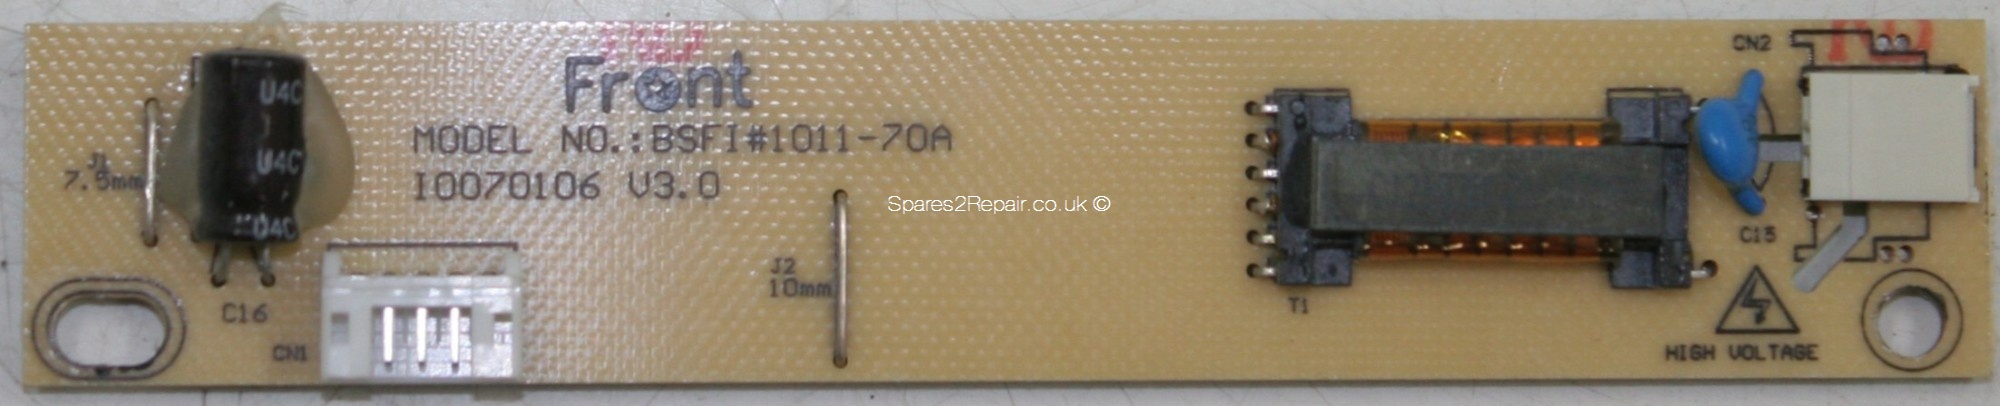 Front
MODEL NO.:BSFI#1011-70A
I0070106 V3.0
U4C
U4C
U4C
J1
7.5mm
C16
CN1
J2
10mm
Spares2Repair.co.uk ©
T1
CN2
C15
HIGH VOLTAGE